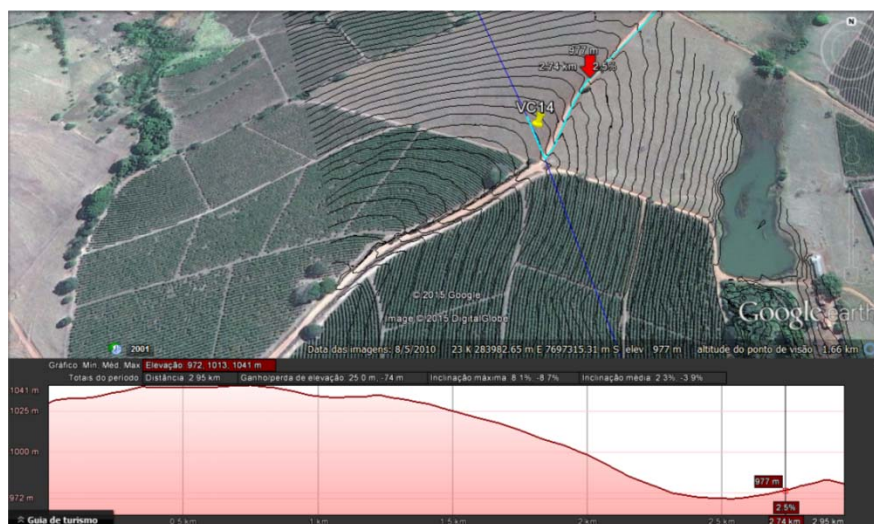 N
977 m
2.74 km 2.5%
VC14
© 2015 Google
Image © 2015 DigitalGlobe
Google earth
2001
Data das imagens: 8/5/2010 23 K 283982.65 m E 7697315.31 m S elev 977 m altitude do ponto de visão 1.66 km
Gráfico Min. Méd. Max Elevação: 972, 1013, 1041 m
Totais do período Distância: 2.95 km Ganho/perda de elevação: 25.0 m, -74 m Inclinação máxima: 8.1%, -8.7% Inclinação média: 2.3%, -3.9%
1041 m
1025 m
1000 m
972 m
977 m
2.5%
Guia de turismo 0.5 km 1 km 1.5 km 2 km 2.5 km 2.74 km 2.95 km